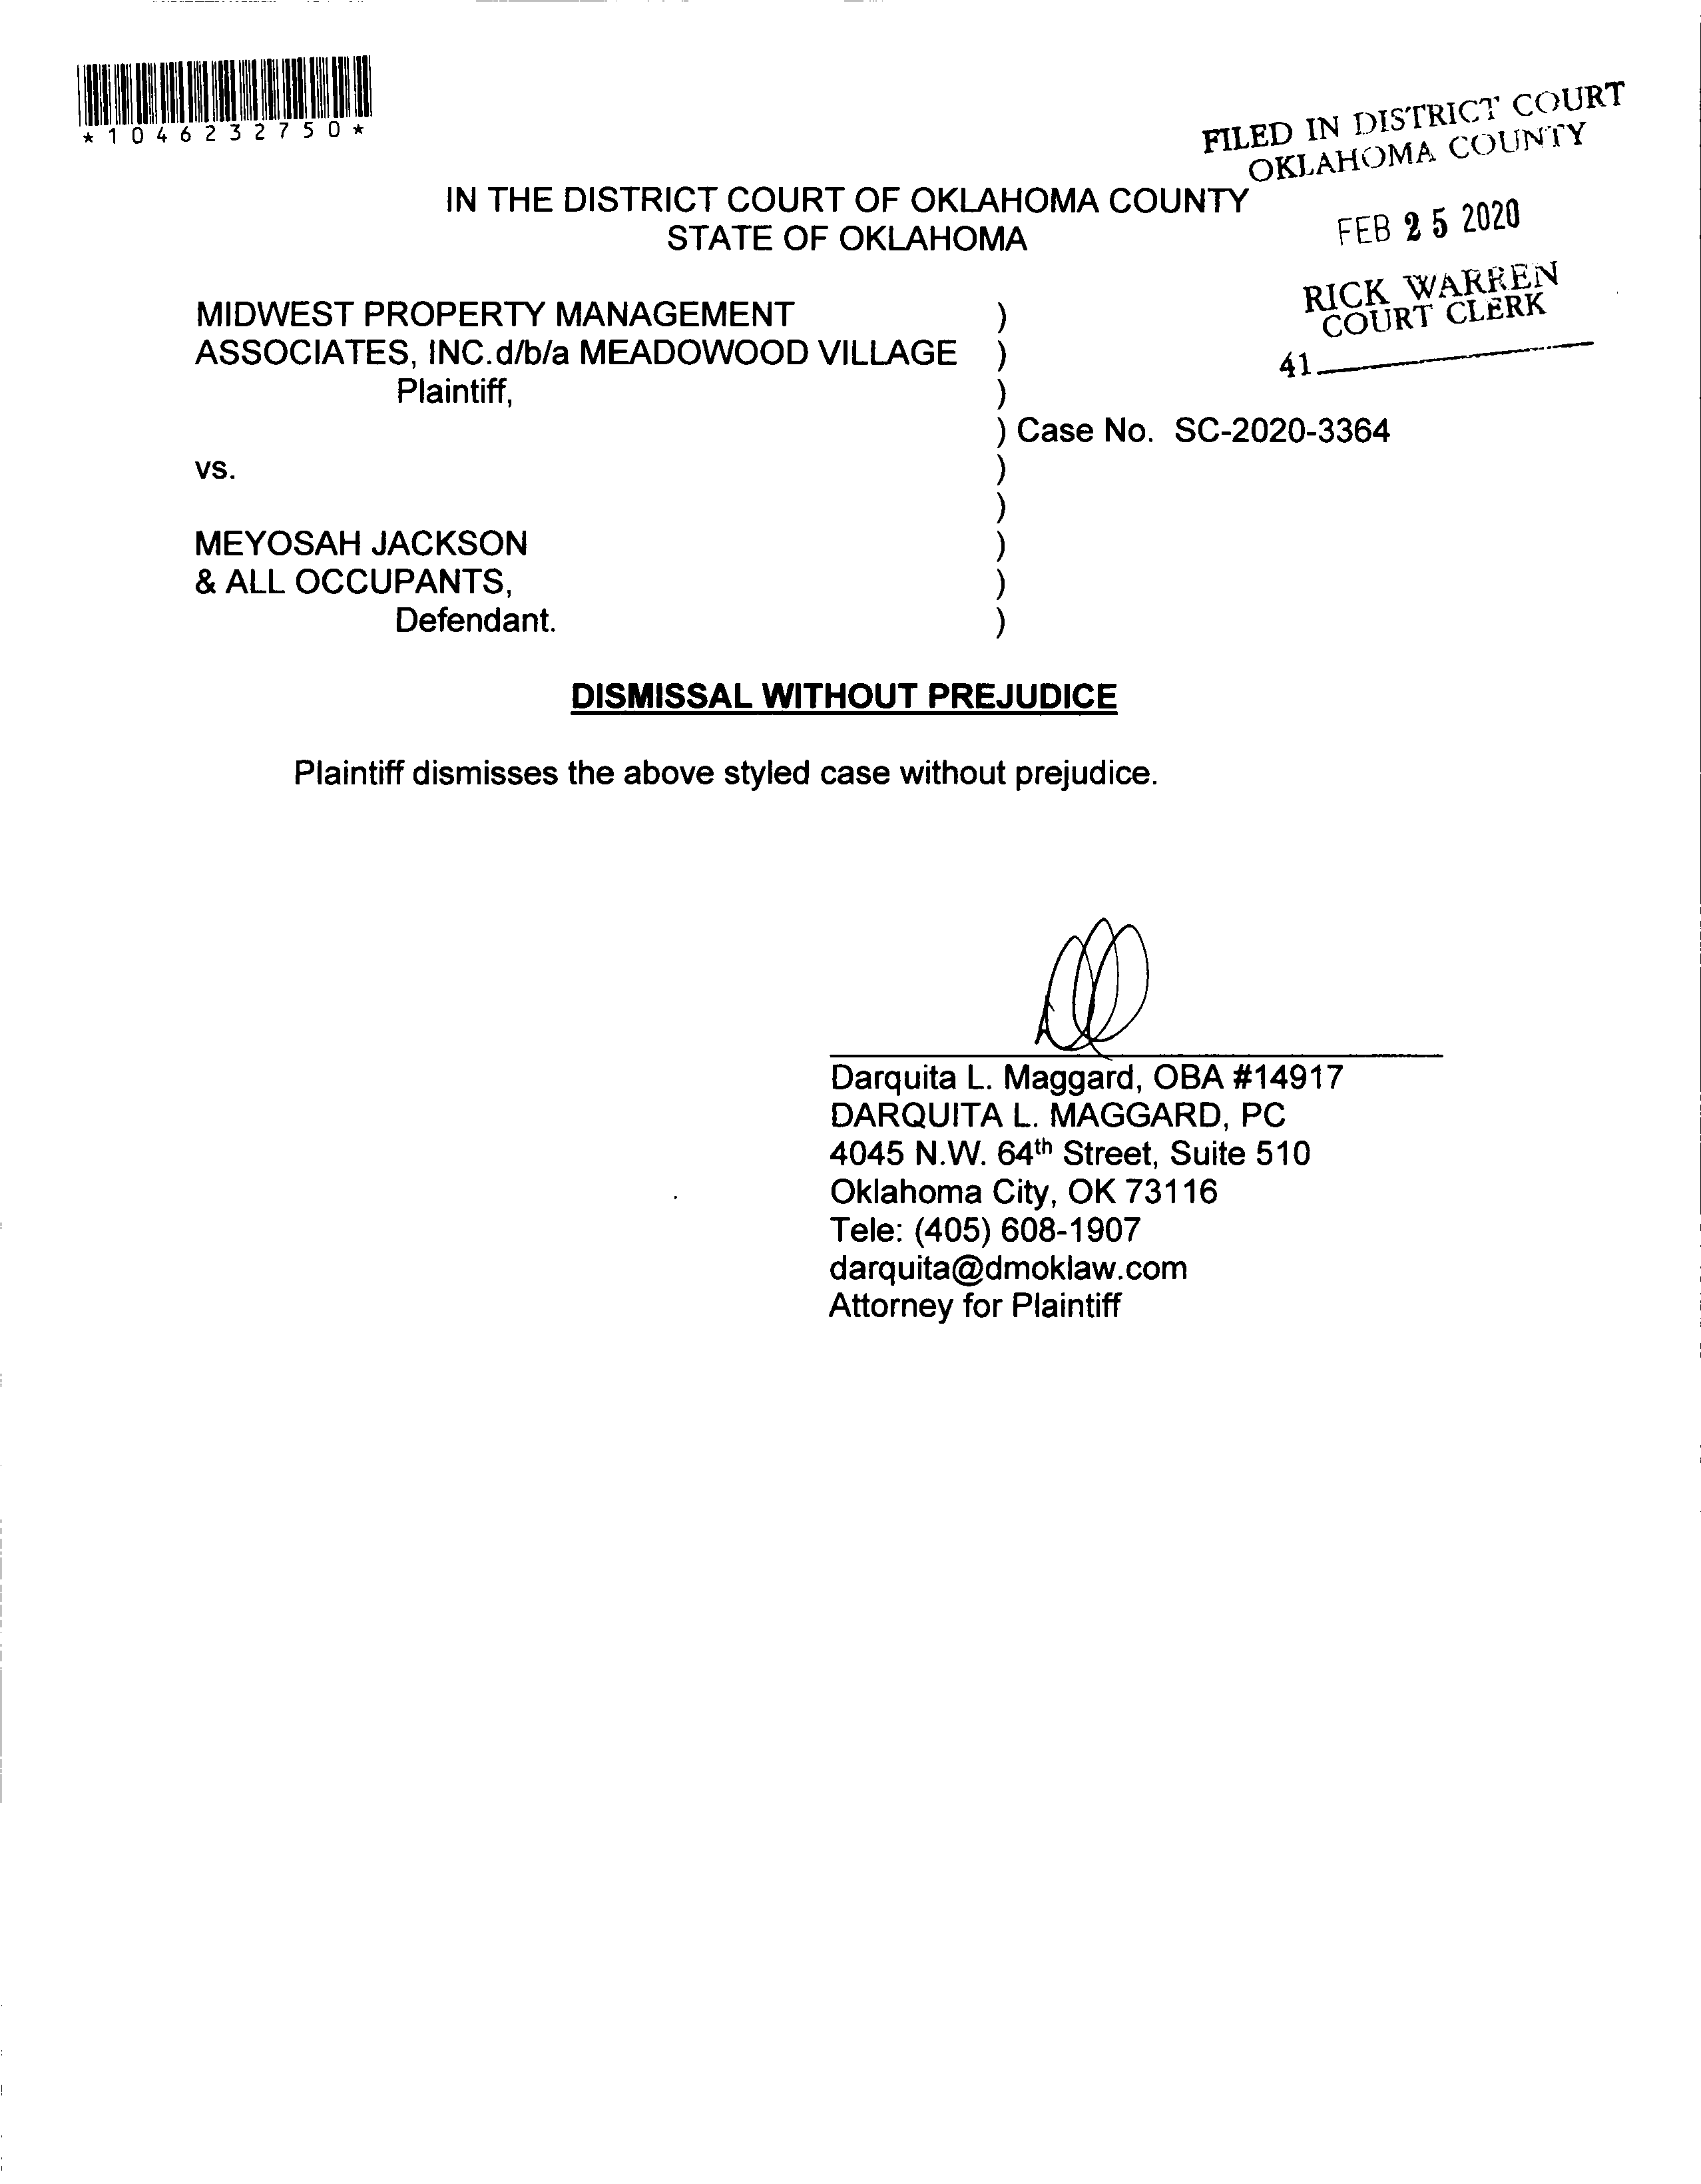 *1046232750*
FILED IN DISTRICT COURT
OKLAHOMA COUNTY
IN THE DISTRICT COURT OF OKLAHOMA COUNTY
STATE OF OKLAHOMA
FEB 25 2020
RICK WARREN
COURT CLERK
41
MIDWEST PROPERTY MANAGEMENT )
ASSOCIATES, INC.d/b/a MEADOWOOD VILLAGE )
Plaintiff, )
) Case No. SC-2020-3364
vs. )
)
MEYOSAH JACKSON )
& ALL OCCUPANTS, )
Defendant. )
DISMISSAL WITHOUT PREJUDICE
Plaintiff dismisses the above styled case without prejudice.
Darquita L. Maggard, OBA #14917
DARQUITA L. MAGGARD, PC
4045 N.W. 64th Street, Suite 510
Oklahoma City, OK 73116
Tele: (405) 608-1907
darquita@dmoklaw.com
Attorney for Plaintiff